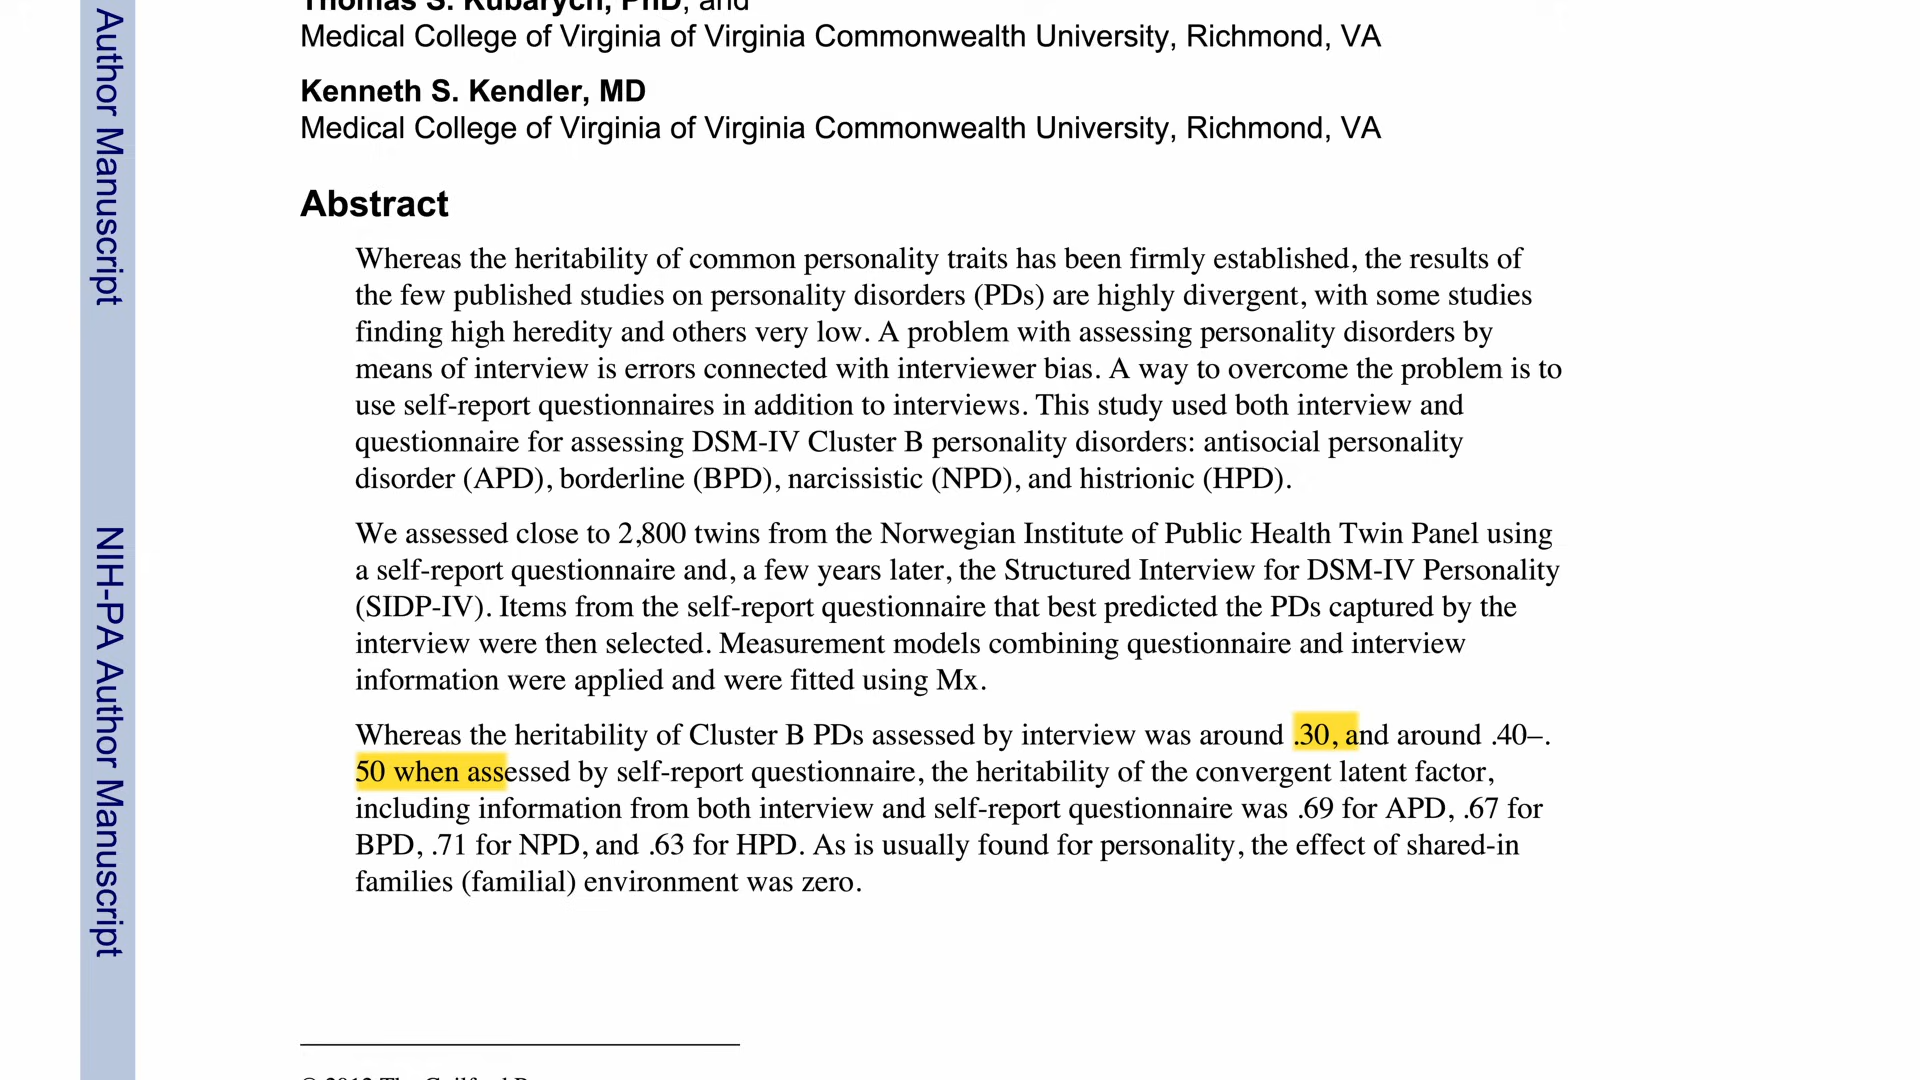 Thomas S. Kubarych, PhD, and
Medical College of Virginia of Virginia Commonwealth University, Richmond, VA
Kenneth S. Kendler, MD
Medical College of Virginia of Virginia Commonwealth University, Richmond, VA
Abstract
Whereas the heritability of common personality traits has been firmly established, the results of
the few published studies on personality disorders (PDs) are highly divergent, with some studies
finding high heredity and others very low. A problem with assessing personality disorders by
means of interview is errors connected with interviewer bias. A way to overcome the problem is to
use self-report questionnaires in addition to interviews. This study used both interview and
questionnaire for assessing DSM-IV Cluster B personality disorders: antisocial personality
disorder (APD), borderline (BPD), narcissistic (NPD), and histrionic (HPD).
We assessed close to 2,800 twins from the Norwegian Institute of Public Health Twin Panel using
a self-report questionnaire and, a few years later, the Structured Interview for DSM-IV Personality
(SIDP-IV). Items from the self-report questionnaire that best predicted the PDs captured by the
interview were then selected. Measurement models combining questionnaire and interview
information were applied and were fitted using Mx.
Whereas the heritability of Cluster B PDs assessed by interview was around .30, and around .40–.
50 when assessed by self-report questionnaire, the heritability of the convergent latent factor,
including information from both interview and self-report questionnaire was .69 for APD, .67 for
BPD, .71 for NPD, and .63 for HPD. As is usually found for personality, the effect of shared-in
families (familial) environment was zero.
Author Manuscript
NIH-PA Author Manuscript